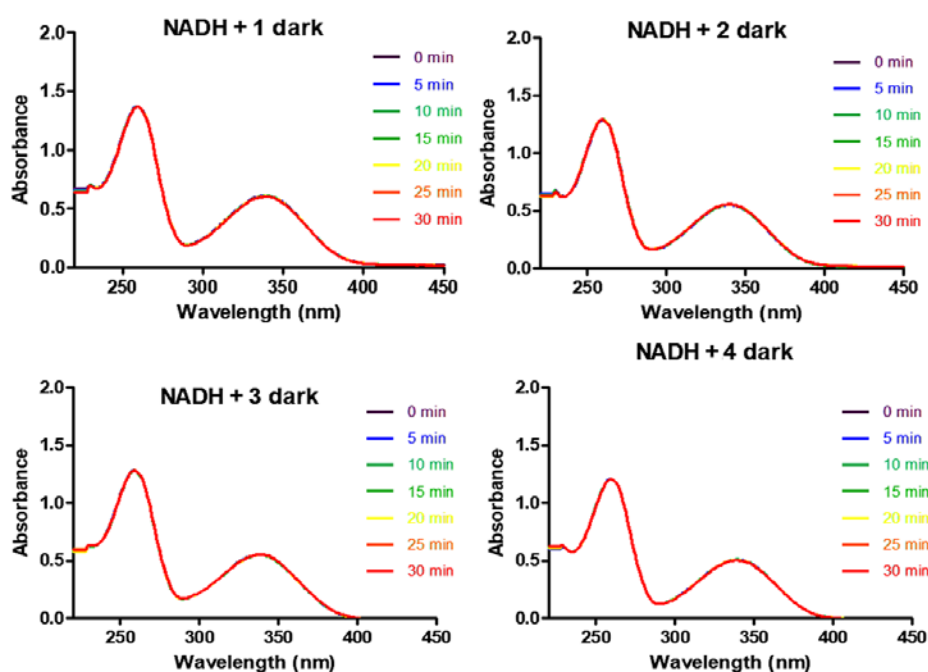 NADH + 1 dark
2.0
1.5
1.0
0.5
0.0
Absorbance
0 min
5 min
10 min
15 min
20 min
25 min
30 min
250 300 350 400 450
Wavelength (nm)
NADH + 2 dark
2.0
1.5
1.0
0.5
0.0
Absorbance
0 min
5 min
10 min
15 min
20 min
25 min
30 min
250 300 350 400 450
Wavelength (nm)
NADH + 3 dark
2.0
1.5
1.0
0.5
0.0
Absorbance
0 min
5 min
10 min
15 min
20 min
25 min
30 min
250 300 350 400 450
Wavelength (nm)
NADH + 4 dark
2.0
1.5
1.0
0.5
0.0
Absorbance
0 min
5 min
10 min
15 min
20 min
25 min
30 min
250 300 350 400 450
Wavelength (nm)